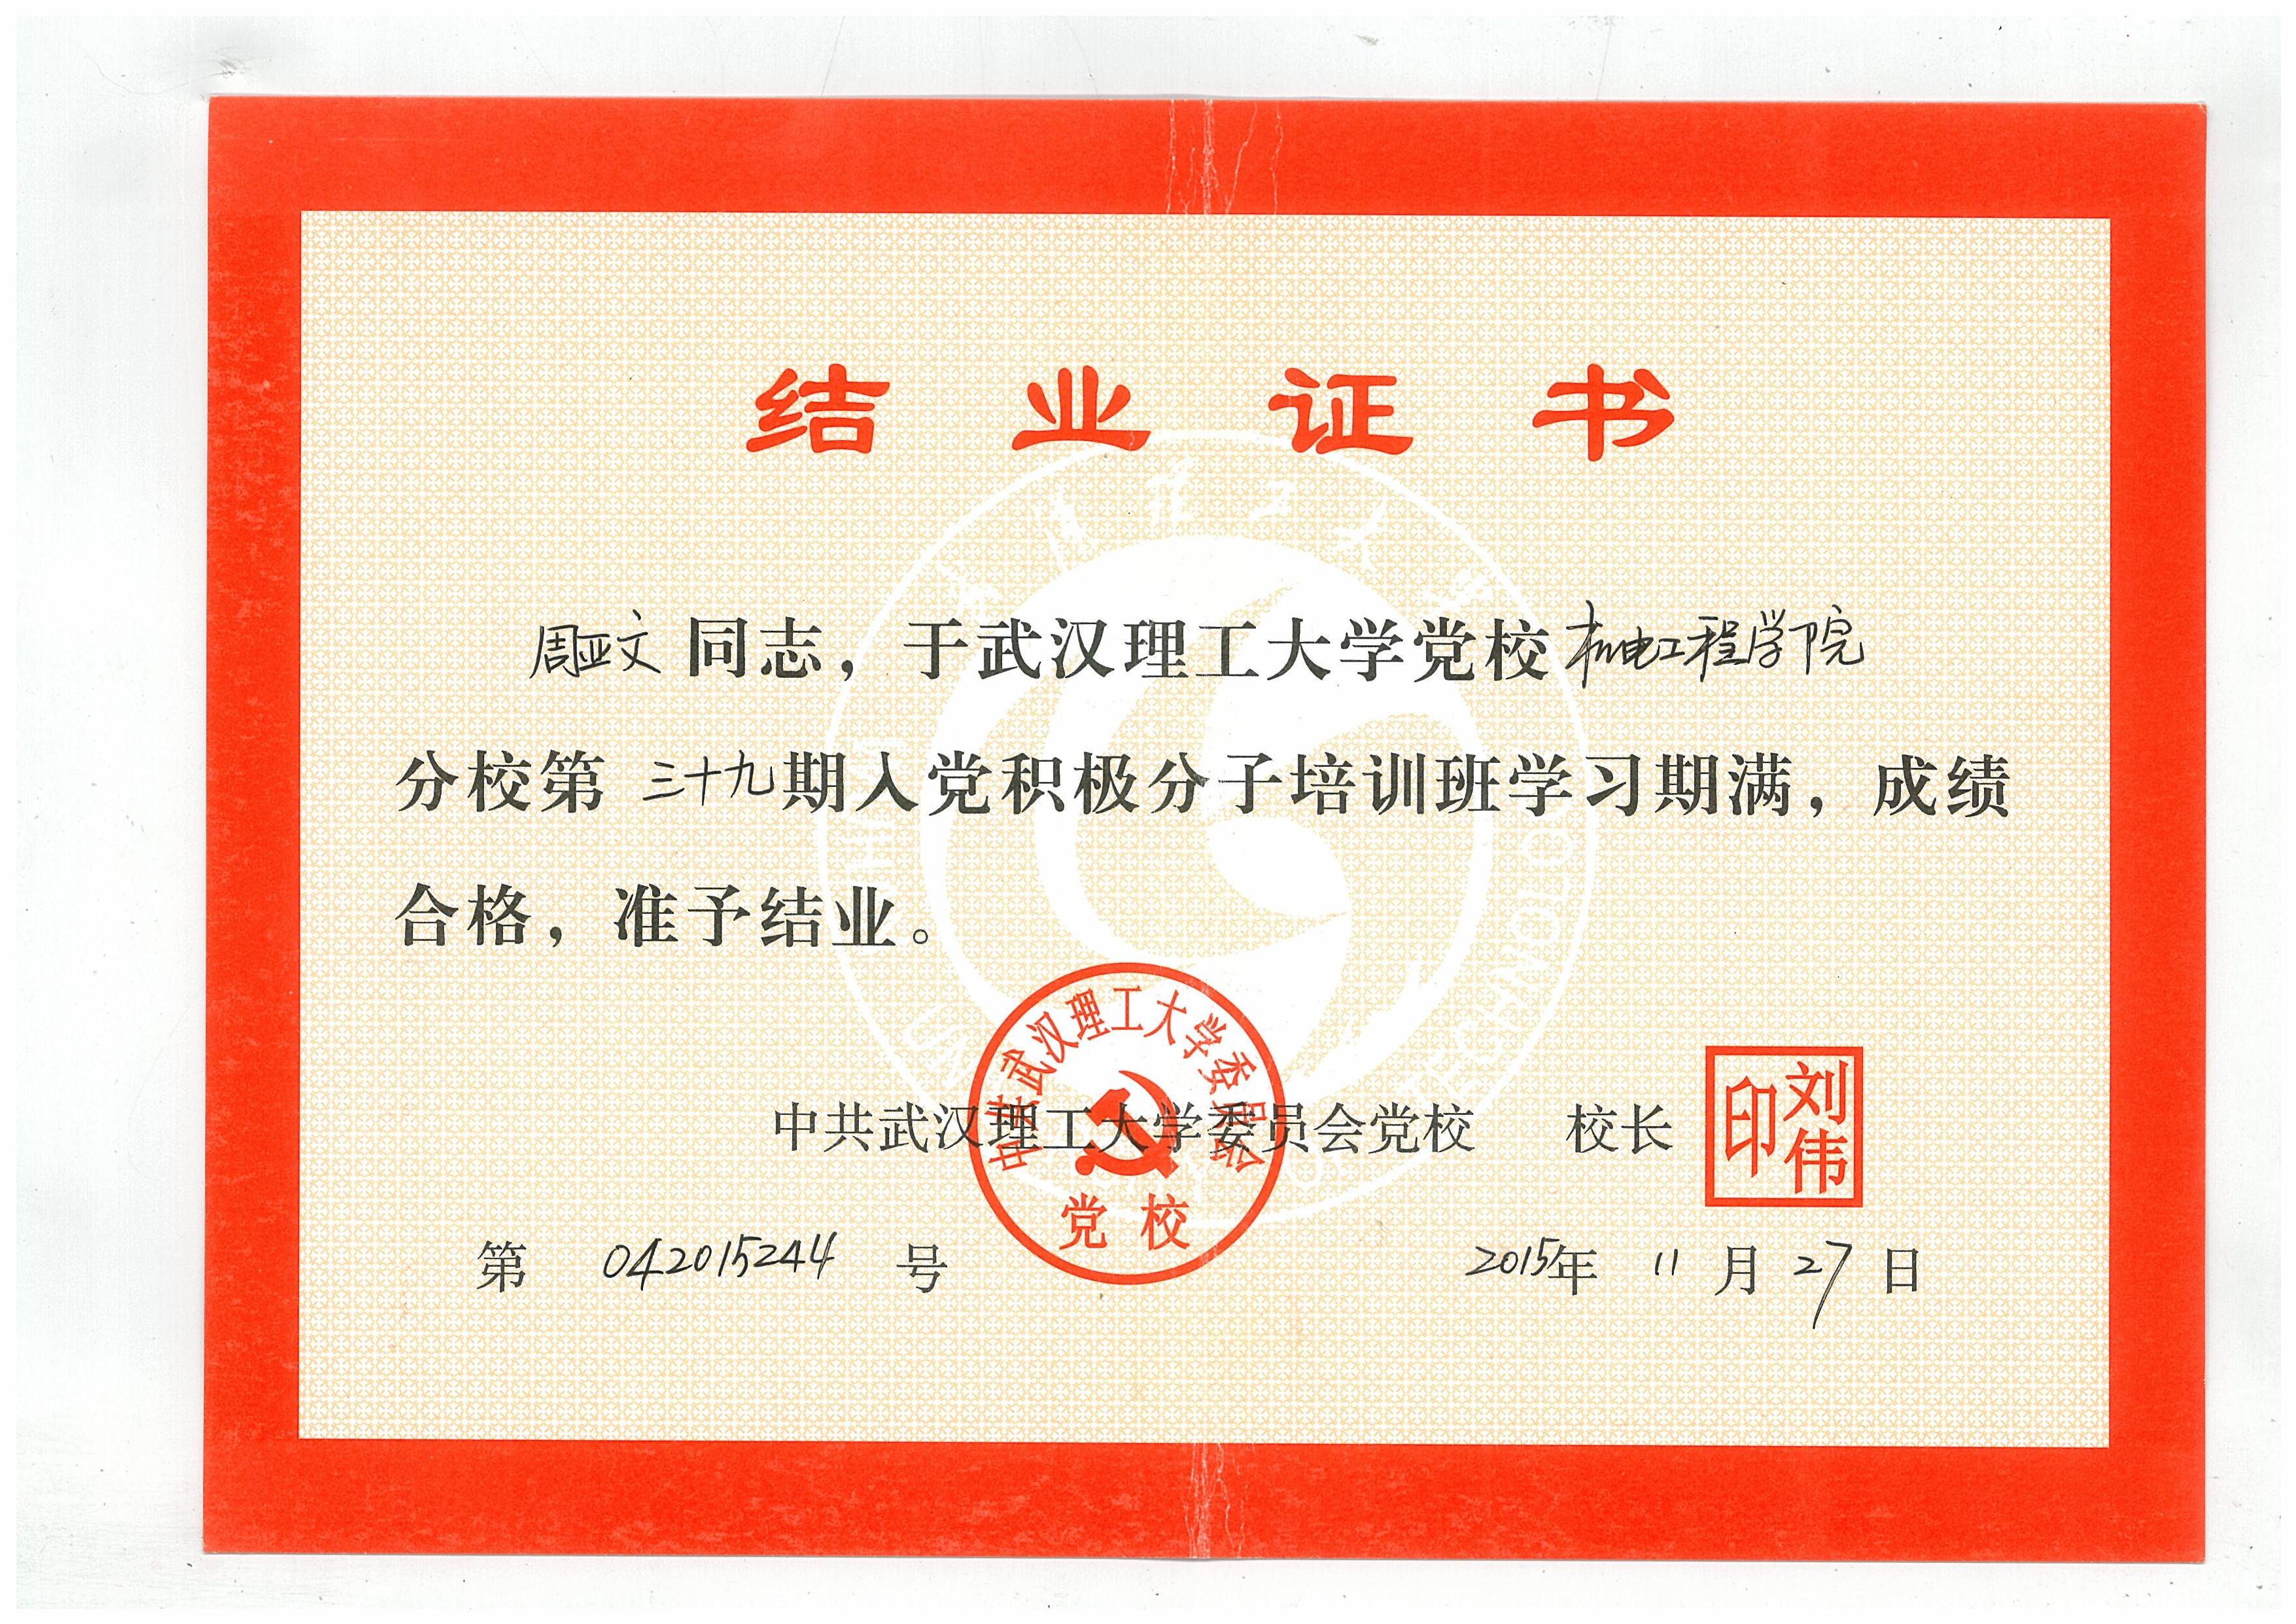 结业证书
周亚文同志，于武汉理工大学党校机电工程学院
分校第三十九期入党积极分子培训班学习期满，成绩
合格，准予结业。
中共武汉理工大学委员会
党校
中共武汉理工大学委员会党校 校长
刘伟印
第 042015244 号 2015年 11 月 27 日